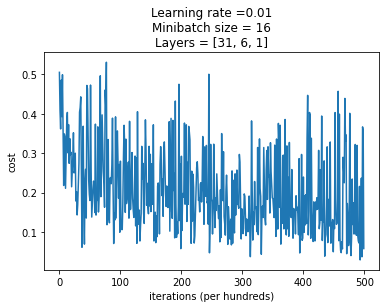 Learning rate =0.01
Minibatch size = 16
Layers = [31, 6, 1]
cost
0.5
0.4
0.3
0.2
0.1
0
100
200
300
400
500
iterations (per hundreds)